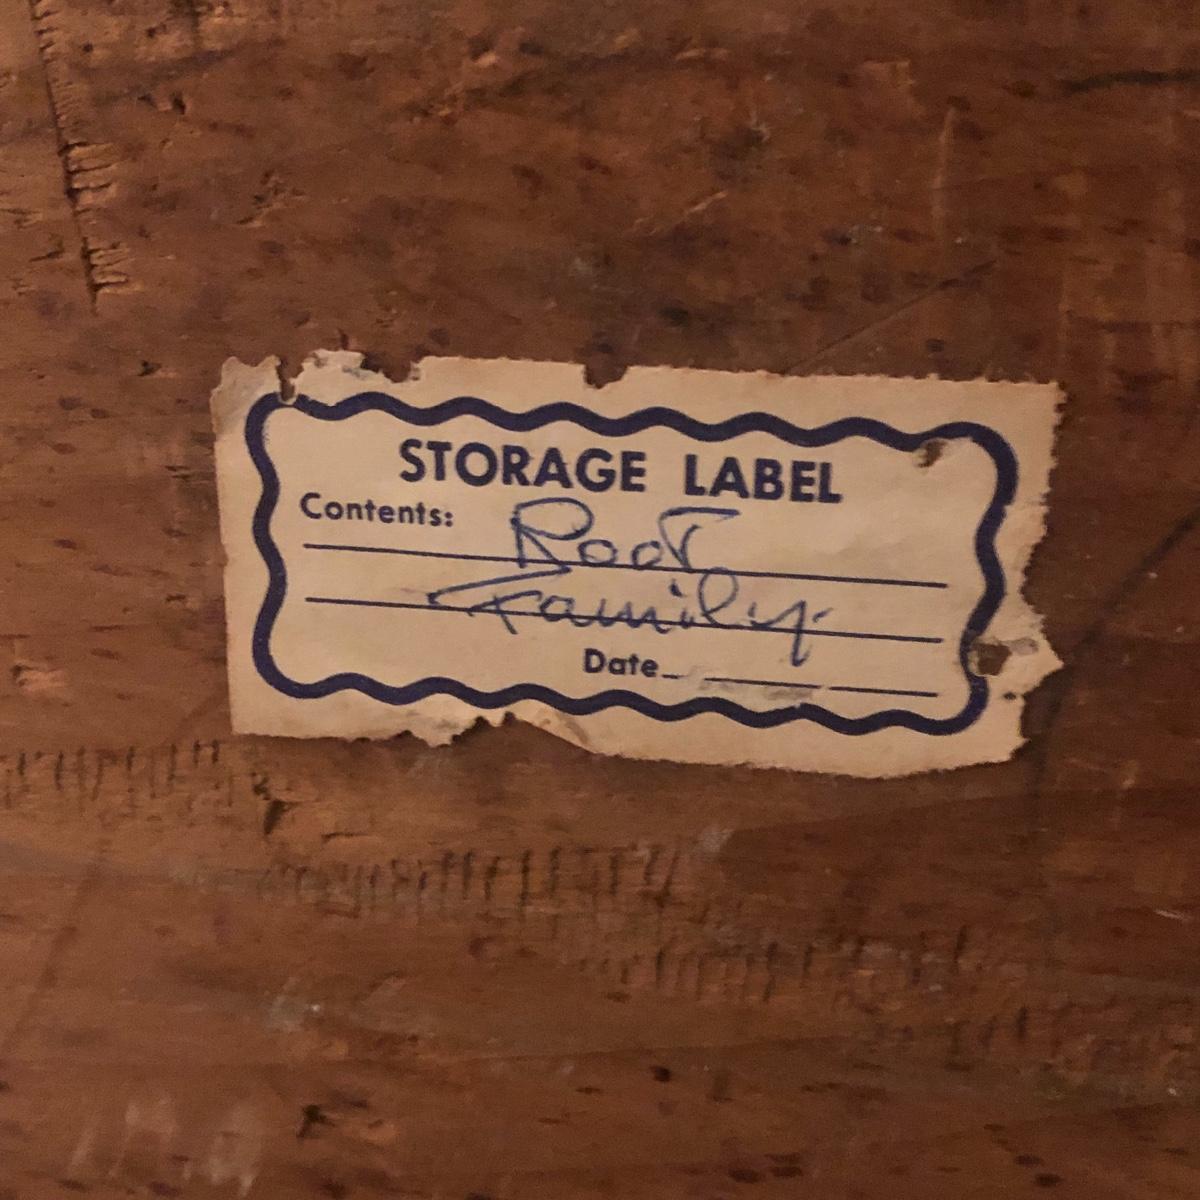 STORAGE LABEL
Contents:
Root
Family
Date